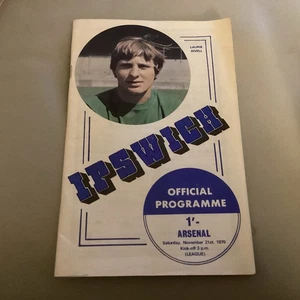 LAURIE
SIVELL
IPSWICH
OFFICIAL
PROGRAMME
1'-
ARSENAL
Saturday, November 21st, 1970
Kick-off 3 p.m.
(LEAGUE)